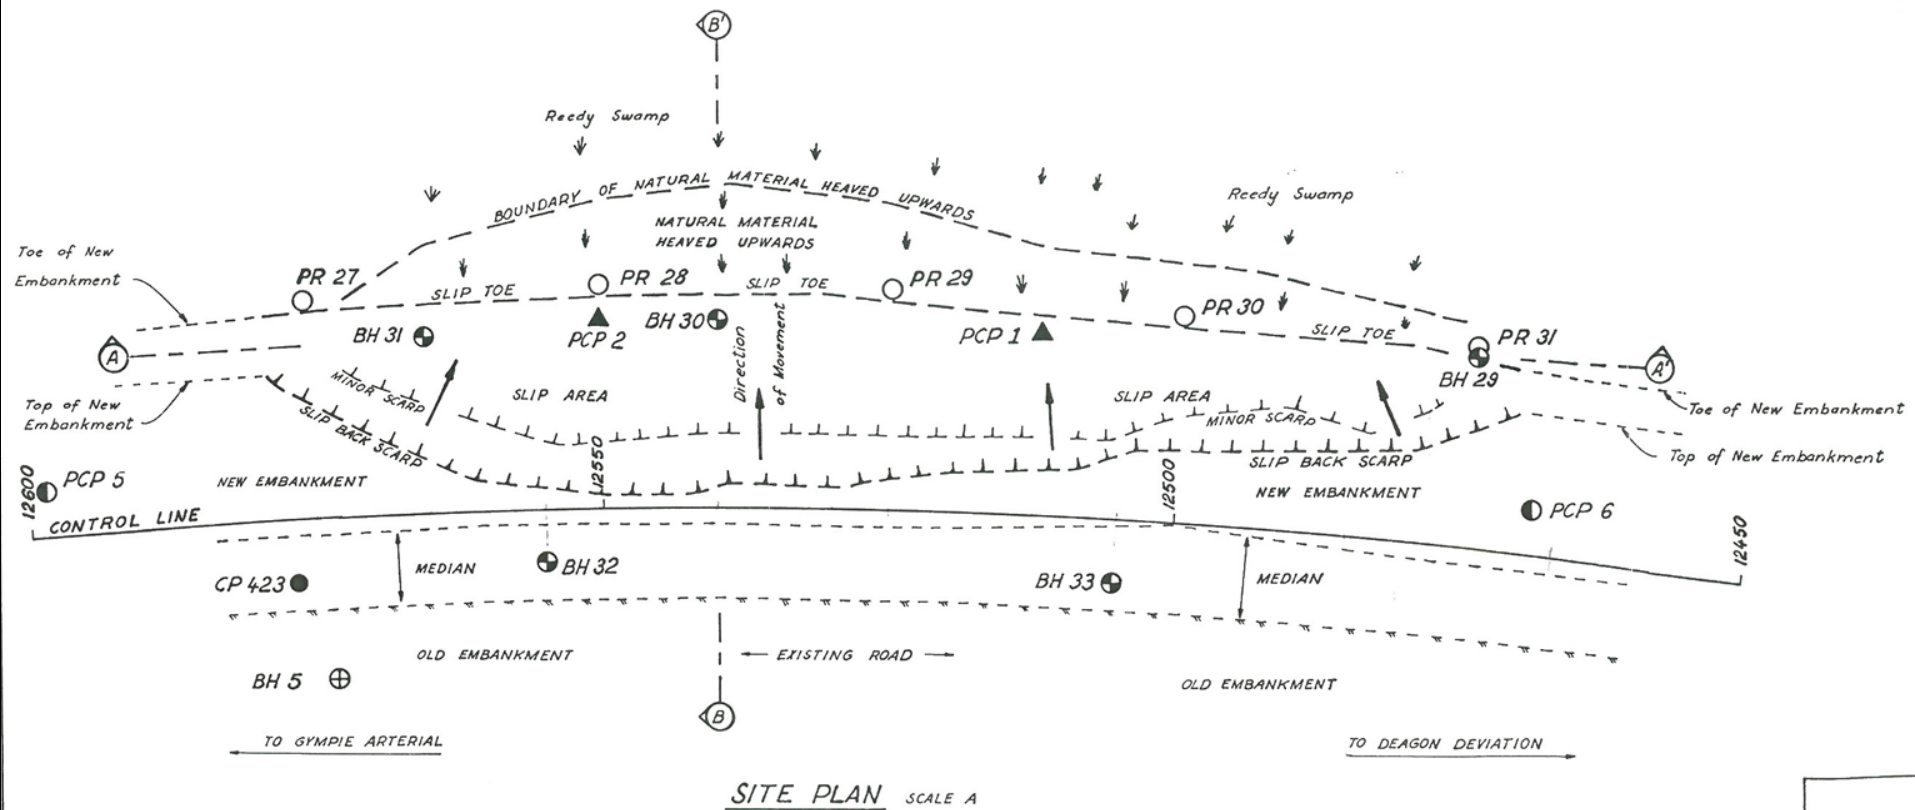 B'
Reedy Swamp
BOUNDARY OF NATURAL MATERIAL HEAVED UPWARDS
Reedy Swamp
NATURAL MATERIAL
HEAVED UPWARDS
Toe of New
Embankment
PR 27
SLIP TOE
PR 28
SLIP TOE
PR 29
PR 30
SLIP TOE
PR 31
A
BH 31
PCP 2
BH 30
Direction
of Movement
PCP 1
BH 29
A'
Top of New
Embankment
MINOR SCARP
SLIP BACK SCARP
SLIP AREA
SLIP AREA
MINOR SCARP
SLIP BACK SCARP
Toe of New Embankment
Top of New Embankment
12600
PCP 5
NEW EMBANKMENT
12550
12500
NEW EMBANKMENT
PCP 6
12450
CONTROL LINE
CP 423
MEDIAN
BH 32
BH 33
MEDIAN
OLD EMBANKMENT
EXISTING ROAD
BH 5
OLD EMBANKMENT
B
TO GYMPIE ARTERIAL
TO DEAGON DEVIATION
SITE PLAN SCALE A